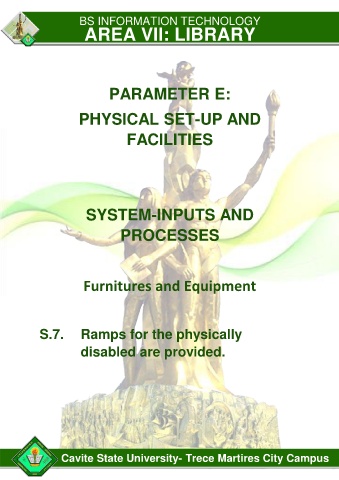 BS INFORMATION TECHNOLOGY
AREA VII: LIBRARY
PARAMETER E:
PHYSICAL SET-UP AND
FACILITIES
SYSTEM-INPUTS AND
PROCESSES
Furnitures and Equipment
S.7. Ramps for the physically
disabled are provided.
Cavite State University- Trece Martires City Campus